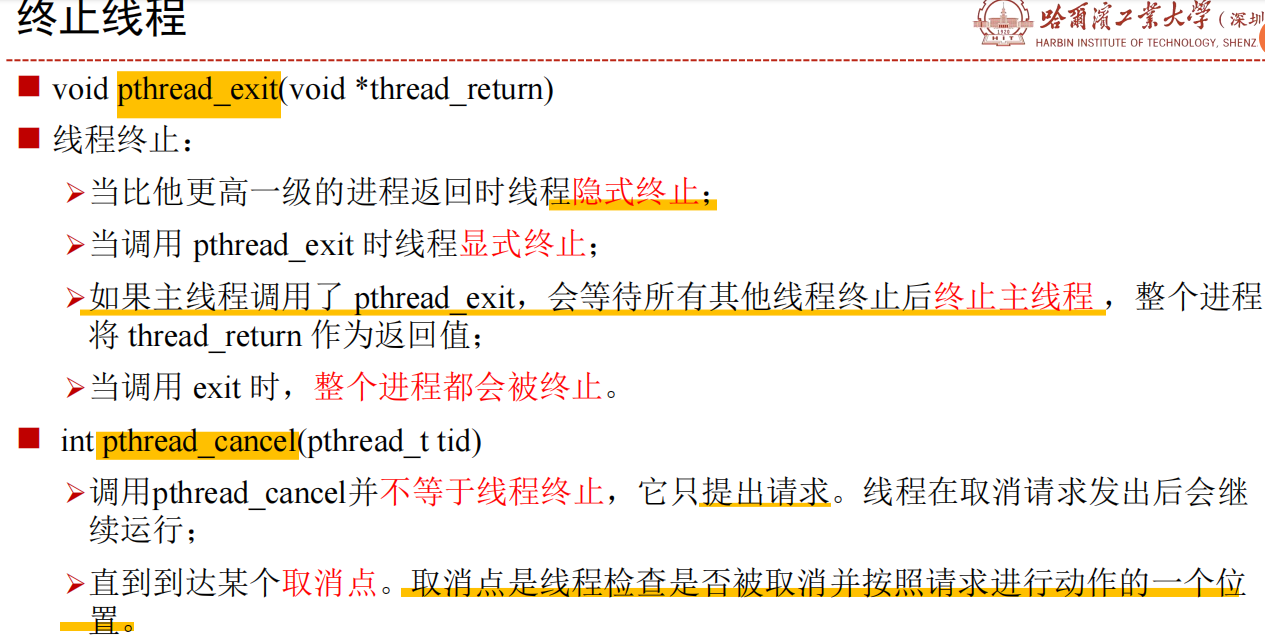 终止线程
哈爾濱工業大學（深圳
HARBIN INSTITUTE OF TECHNOLOGY, SHENZ
1920
HIT
void pthread_exit(void *thread_return)
线程终止：
当比他更高一级的进程返回时线程隐式终止；
当调用 pthread_exit 时线程显式终止；
如果主线程调用了 pthread_exit，会等待所有其他线程终止后终止主线程 ，整个进程
将 thread_return 作为返回值；
当调用 exit 时，整个进程都会被终止。
int pthread_cancel(pthread_t tid)
调用pthread_cancel并不等于线程终止，它只提出请求。线程在取消请求发出后会继
续运行；
直到到达某个取消点。取消点是线程检查是否被取消并按照请求进行动作的一个位
置。